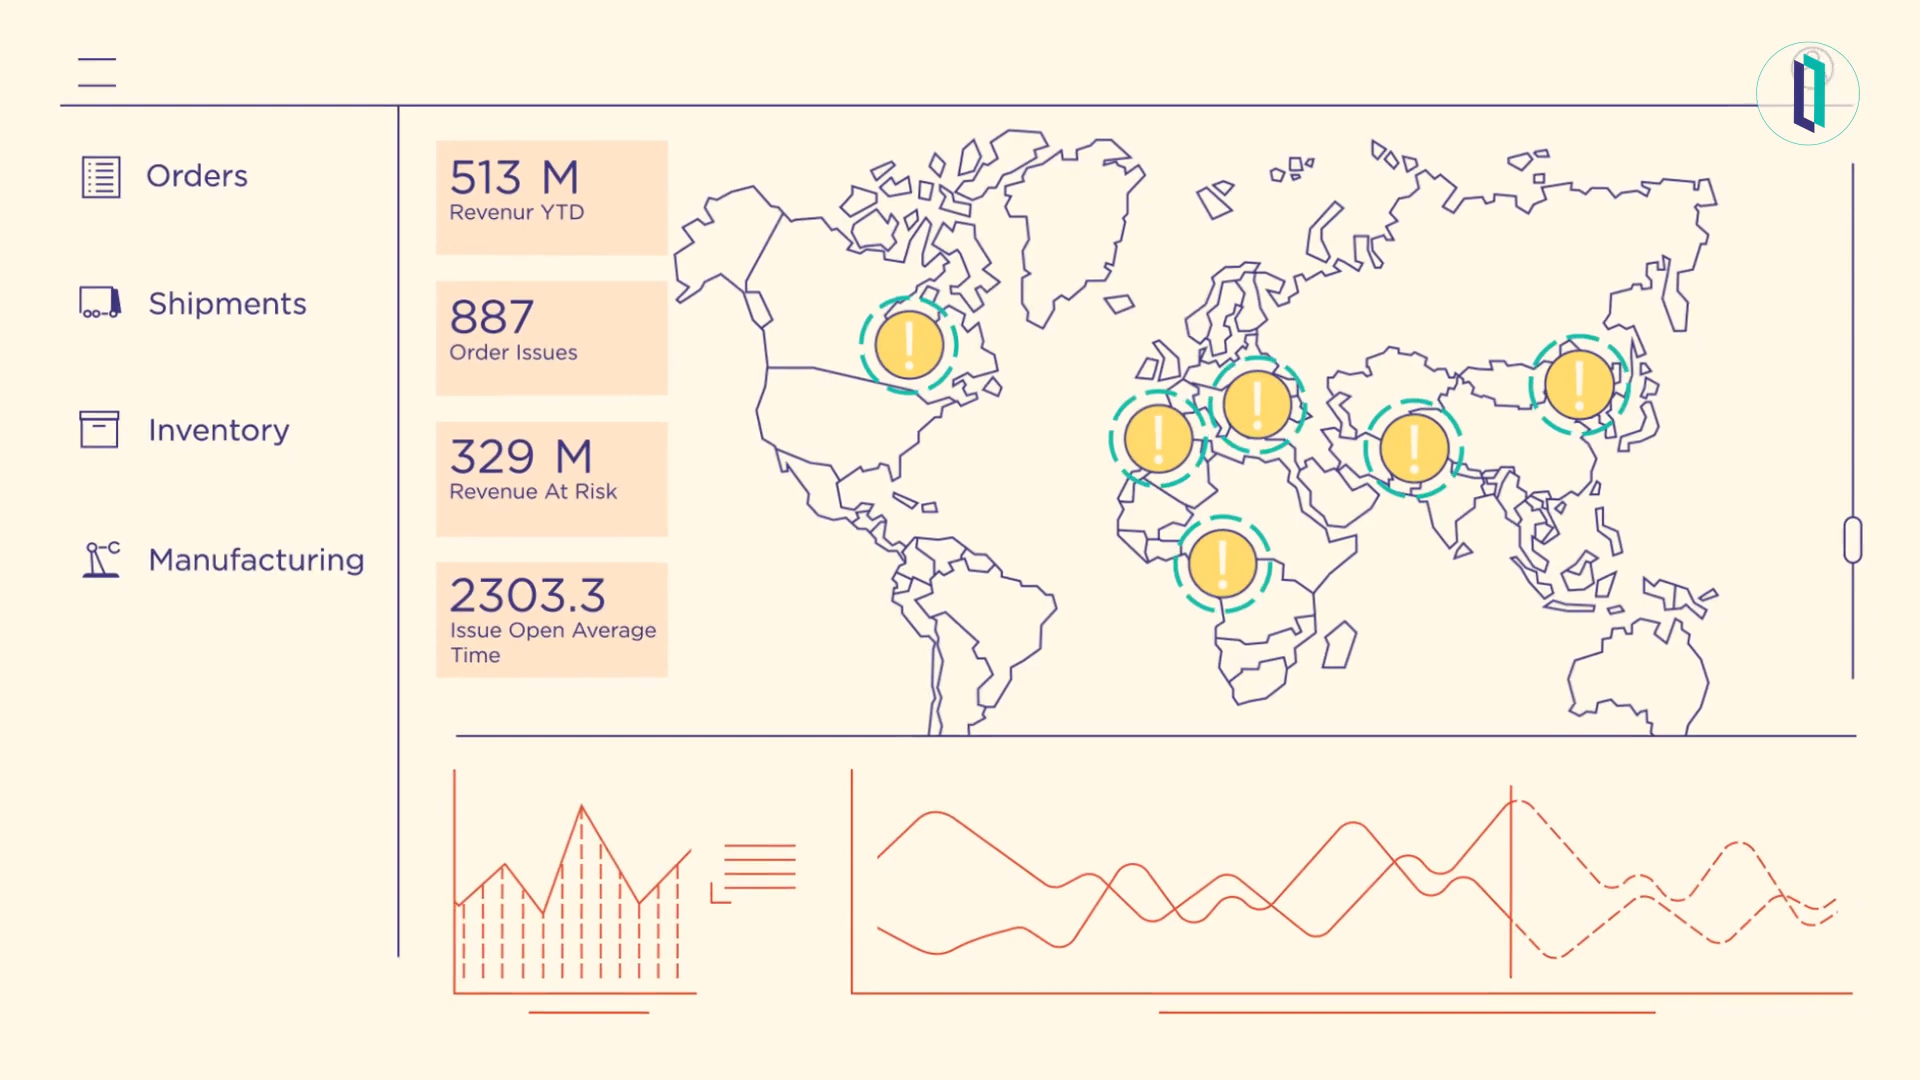 Orders
Shipments
Inventory
Manufacturing
513 M
Revenur YTD
887
Order Issues
329 M
Revenue At Risk
2303.3
Issue Open Average
Time
!
!
!
!
!
!